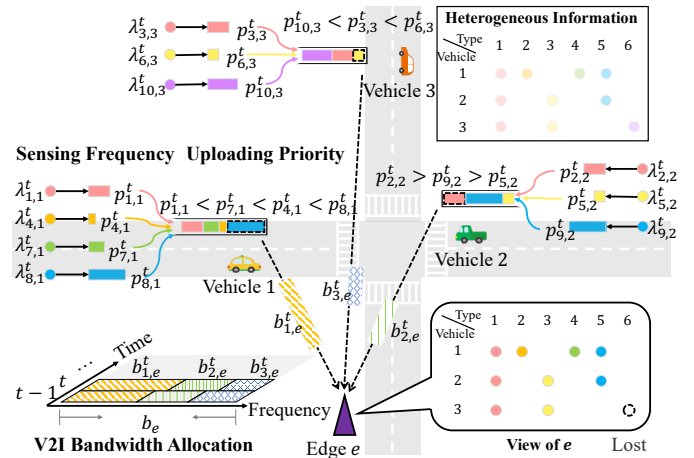 λ^t_{3,3} p^t_{3,3}
λ^t_{6,3} p^t_{6,3}
λ^t_{10,3} p^t_{10,3}
p^t_{10,3} < p^t_{3,3} < p^t_{6,3}
Vehicle 3
Heterogeneous Information
Type
Vehicle
1 2 3 4 5 6
1
2
3
Sensing Frequency Uploading Priority
λ^t_{1,1} p^t_{1,1}
λ^t_{4,1} p^t_{4,1}
λ^t_{7,1} p^t_{7,1}
λ^t_{8,1} p^t_{8,1}
p^t_{1,1} < p^t_{7,1} < p^t_{4,1} < p^t_{8,1}
Vehicle 1
p^t_{2,2} > p^t_{9,2} > p^t_{5,2}
p^t_{2,2} λ^t_{2,2}
p^t_{5,2} λ^t_{5,2}
p^t_{9,2} λ^t_{9,2}
Vehicle 2
b^t_{1,e}
b^t_{3,e}
b^t_{2,e}
... Time
t − 1 t
b^t_{1,e} b^t_{2,e} b^t_{3,e}
Frequency
b_e
V2I Bandwidth Allocation
Edge e
Type
Vehicle
1 2 3 4 5 6
1
2
3
View of e Lost